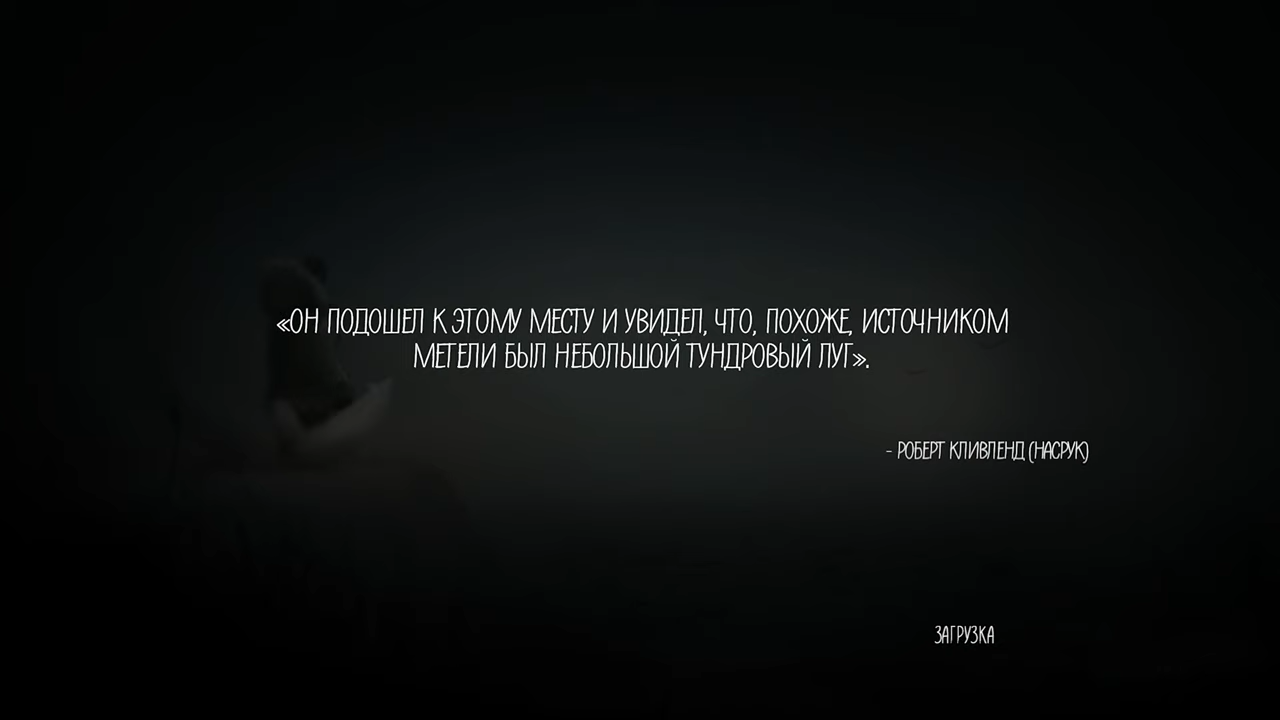 «ОН ПОДОШЕЛ К ЭТОМУ МЕСТУ И УВИДЕЛ, ЧТО, ПОХОЖЕ, ИСТОЧНИКОМ
МЕТЕЛИ БЫЛ НЕБОЛЬШОЙ ТУНДРОВЫЙ ЛУГ».
- РОБЕРТ КЛИВЛЕНД (НАСРУК)
ЗАГРУЗКА